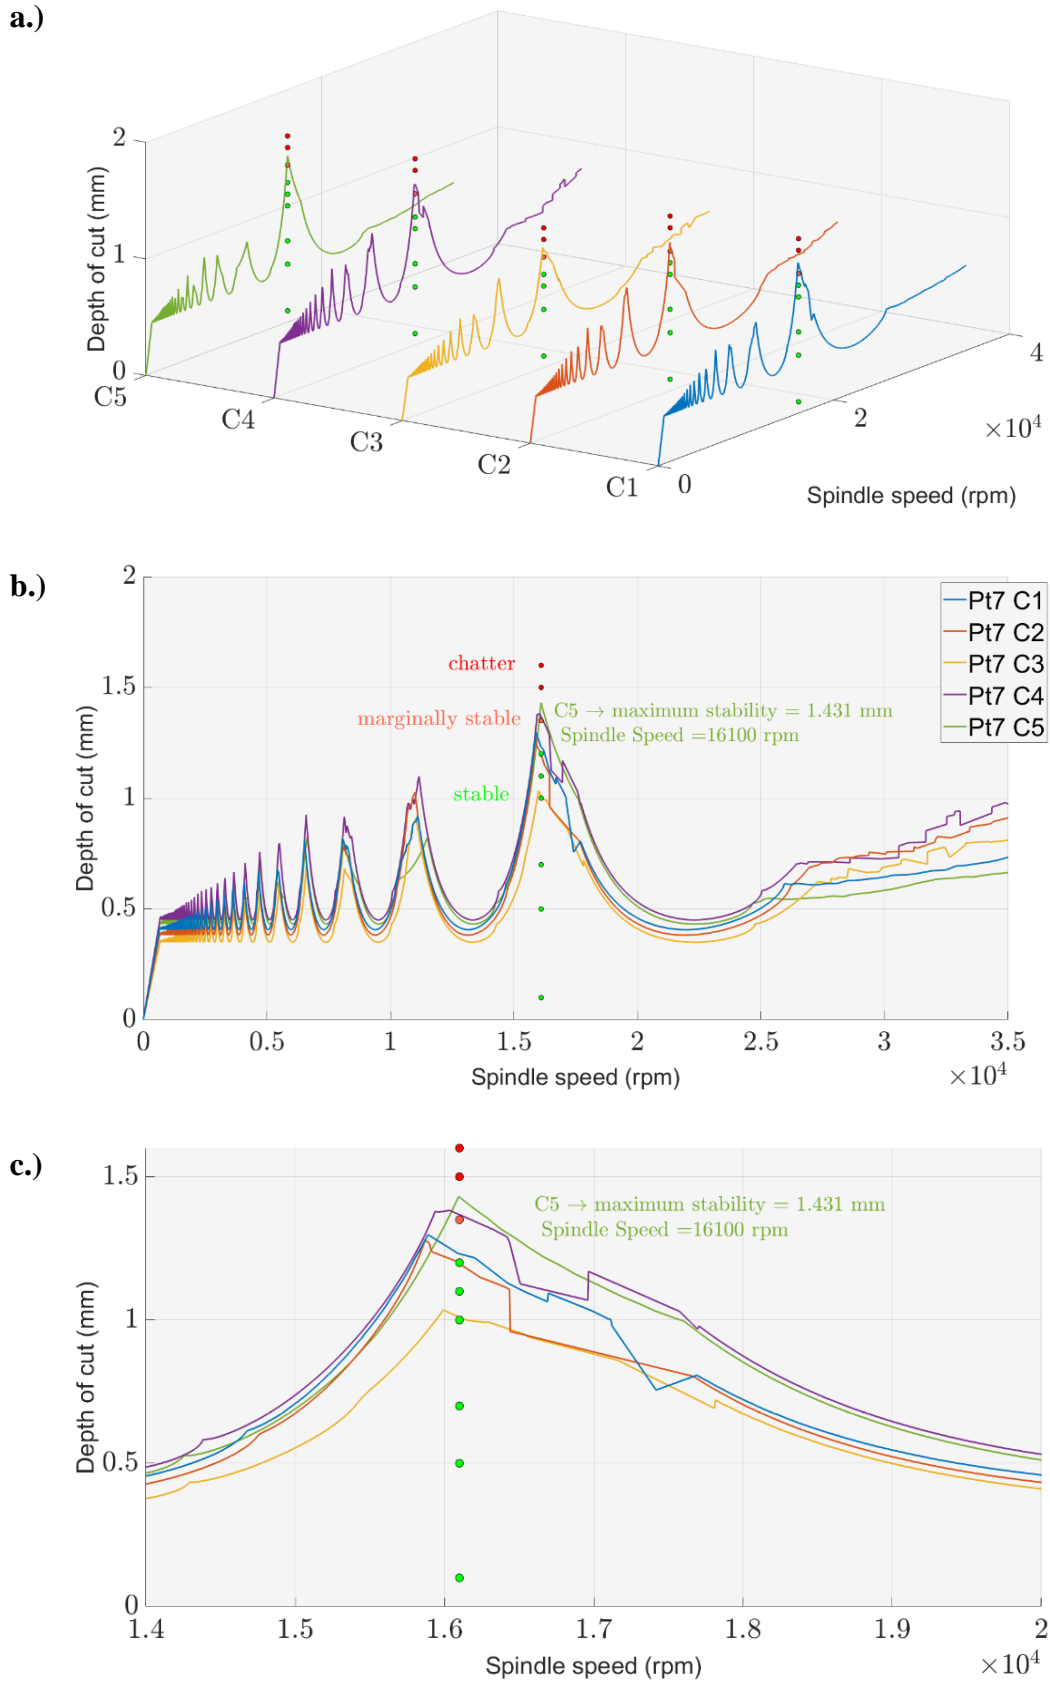 a.)
2
1
0
Depth of cut (mm)
C5
C4
C3
C2
C1
0
2
4
×10⁴
Spindle speed (rpm)
b.)
2
1.5
1
0.5
0
Depth of cut (mm)
chatter
marginally stable
stable
C5 → maximum stability = 1.431 mm
Spindle Speed =16100 rpm
Pt7 C1
Pt7 C2
Pt7 C3
Pt7 C4
Pt7 C5
0 0.5 1 1.5 2 2.5 3 3.5
×10⁴
Spindle speed (rpm)
c.)
1.5
1
0.5
0
Depth of cut (mm)
C5 → maximum stability = 1.431 mm
Spindle Speed =16100 rpm
1.4 1.5 1.6 1.7 1.8 1.9 2
×10⁴
Spindle speed (rpm)